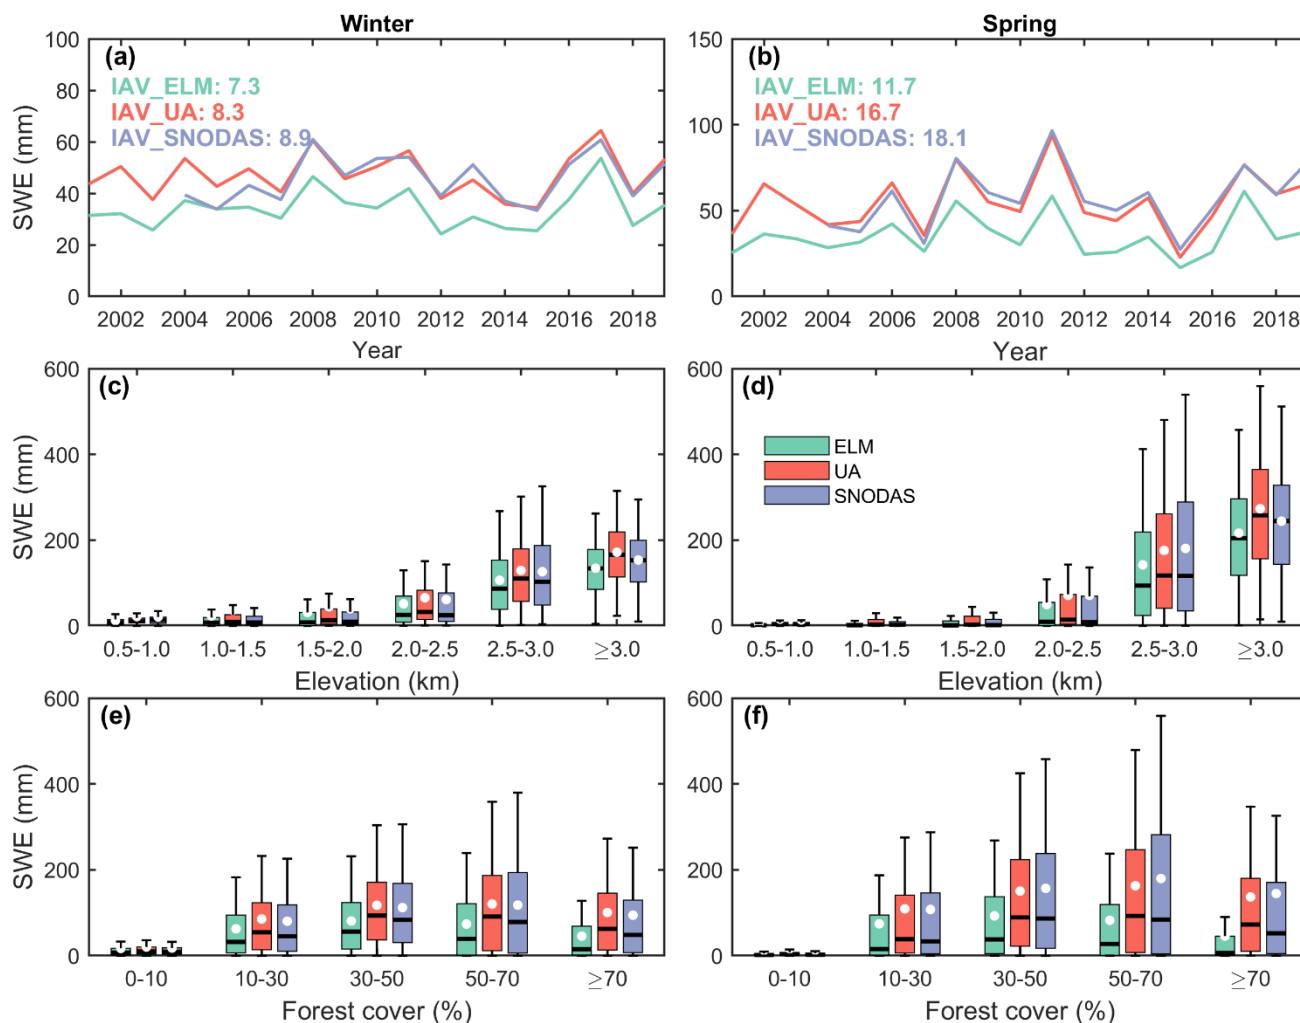 Winter
Spring
(a)
IAV_ELM: 7.3
IAV_UA: 8.3
IAV_SNODAS: 8.9
100
80
60
40
20
0
SWE (mm)
2002 2004 2006 2008 2010 2012 2014 2016 2018
Year
(b)
IAV_ELM: 11.7
IAV_UA: 16.7
IAV_SNODAS: 18.1
150
100
50
0
2002 2004 2006 2008 2010 2012 2014 2016 2018
Year
(c)
600
400
200
0
SWE (mm)
0.5-1.0 1.0-1.5 1.5-2.0 2.0-2.5 2.5-3.0 ≥3.0
Elevation (km)
(d)
ELM
UA
SNODAS
600
400
200
0
0.5-1.0 1.0-1.5 1.5-2.0 2.0-2.5 2.5-3.0 ≥3.0
Elevation (km)
(e)
600
400
200
0
SWE (mm)
0-10 10-30 30-50 50-70 ≥70
Forest cover (%)
(f)
600
400
200
0
0-10 10-30 30-50 50-70 ≥70
Forest cover (%)